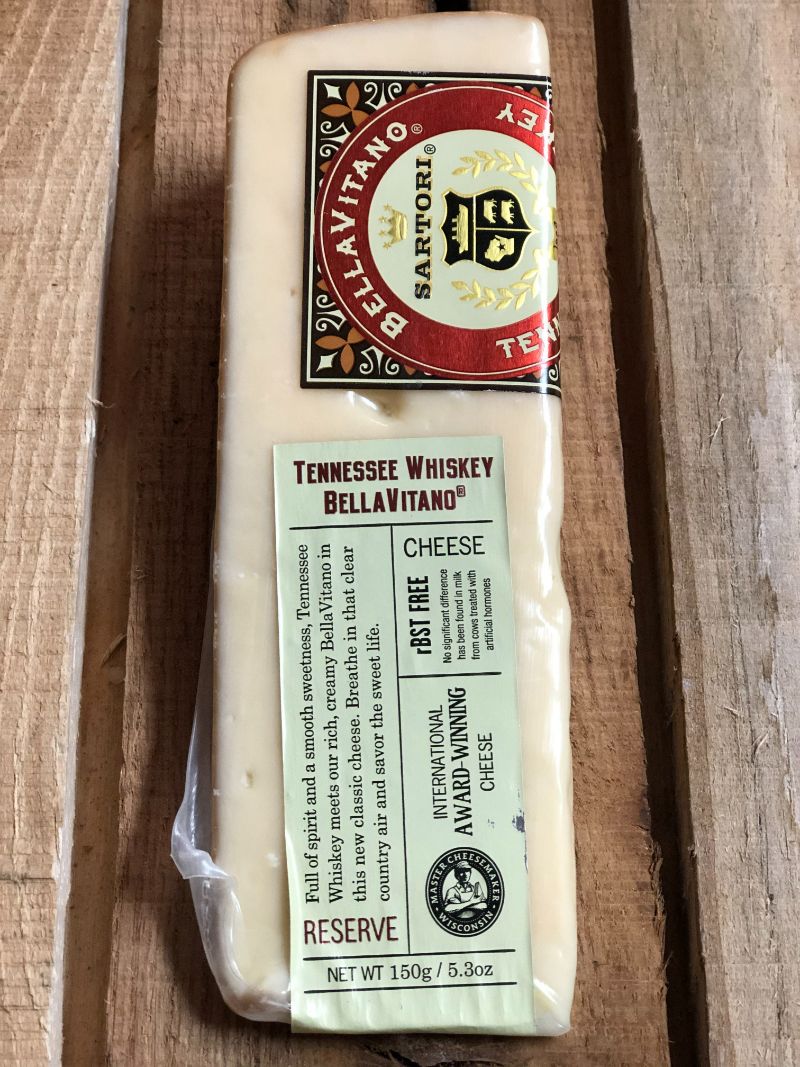 BELLAVITANO®
SARTORI®
TENNESSEE WHISKEY
BELLAVITANO®
Full of spirit and a smooth sweetness, Tennessee
Whiskey meets our rich, creamy BellaVitano in
this new classic cheese. Breathe in that clear
country air and savor the sweet life.
RESERVE
CHEESE
rBST FREE
No significant difference
has been found in milk
from cows treated with
artificial hormones
INTERNATIONAL
AWARD-WINNING
CHEESE
MASTER CHEESEMAKER
WISCONSIN
NET WT 150g / 5.3oz